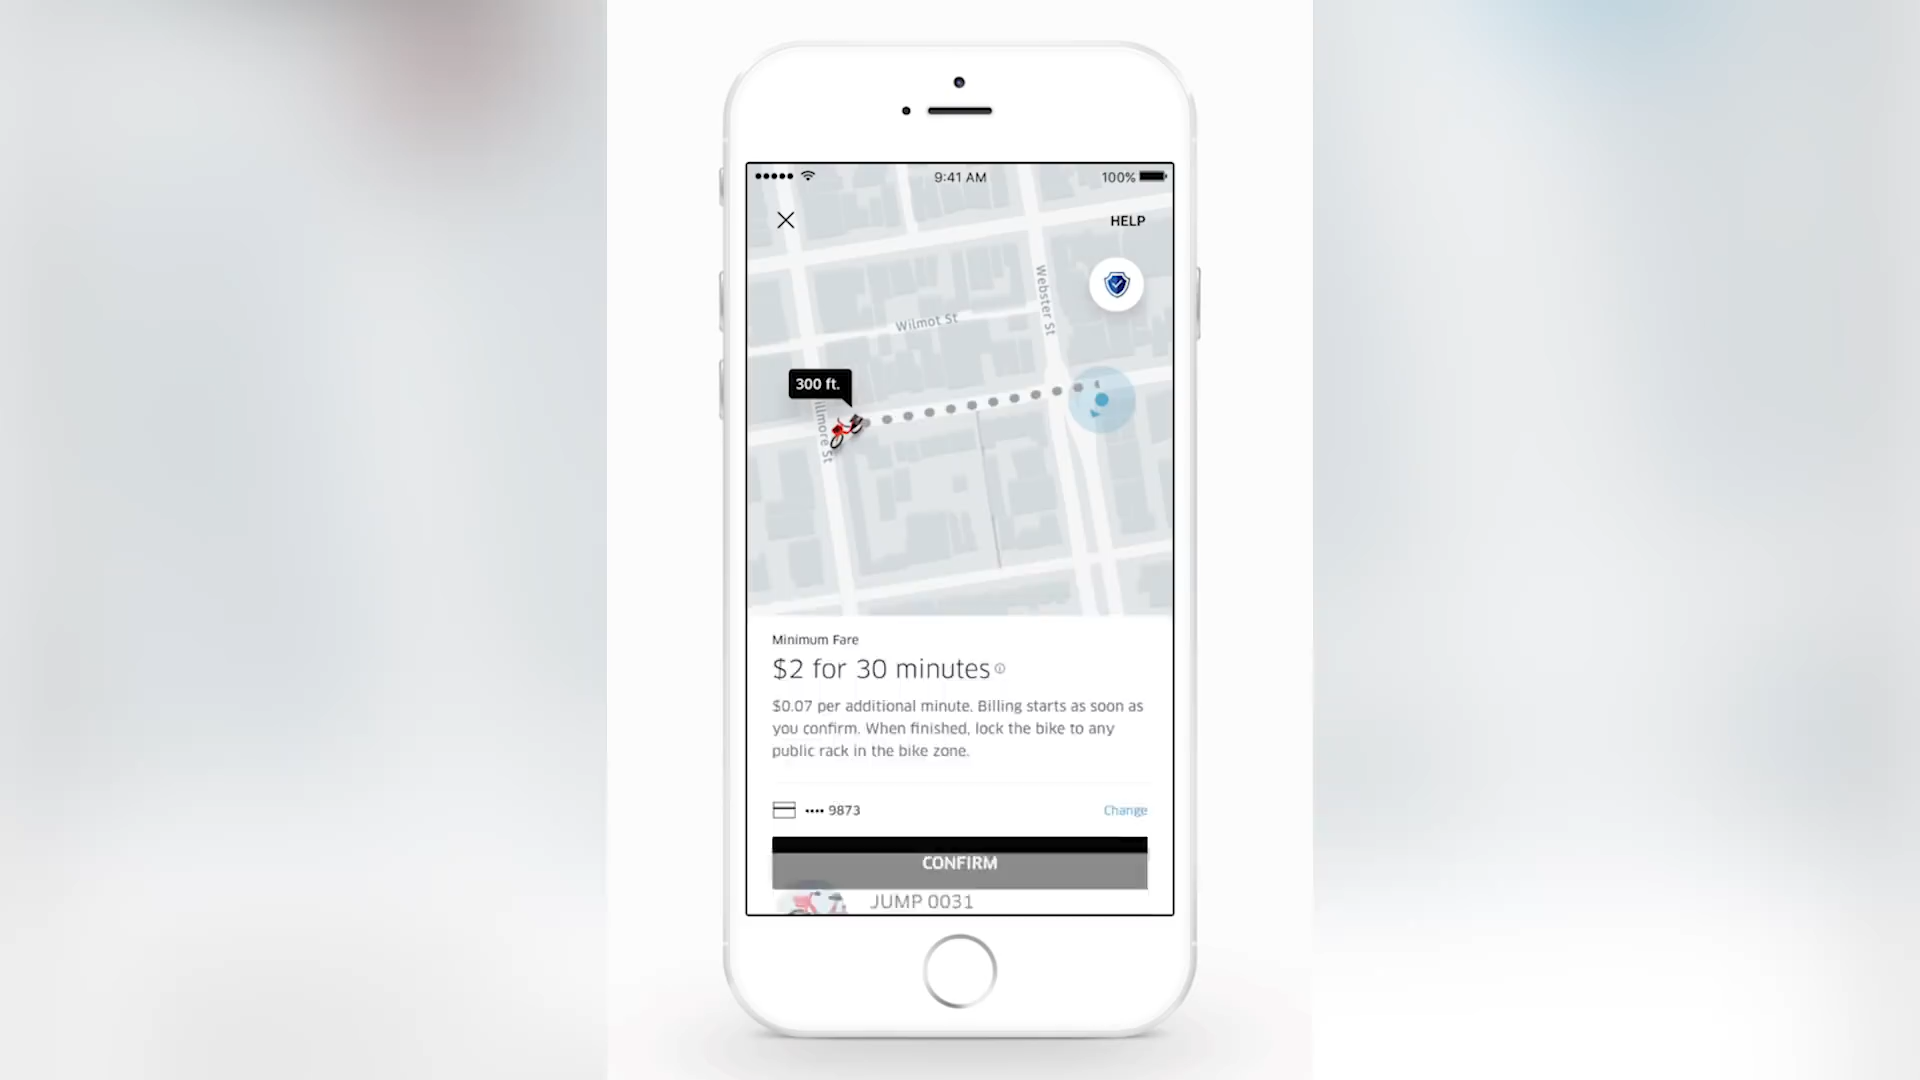 9:41 AM
100%
HELP
Webster St
Wilmot St
300 ft.
Minimum Fare
$2 for 30 minutes
$0.07 per additional minute. Billing starts as soon as
you confirm. When finished, lock the bike to any
public rack in the bike zone.
•••• 9873
Change
CONFIRM
JUMP 0031